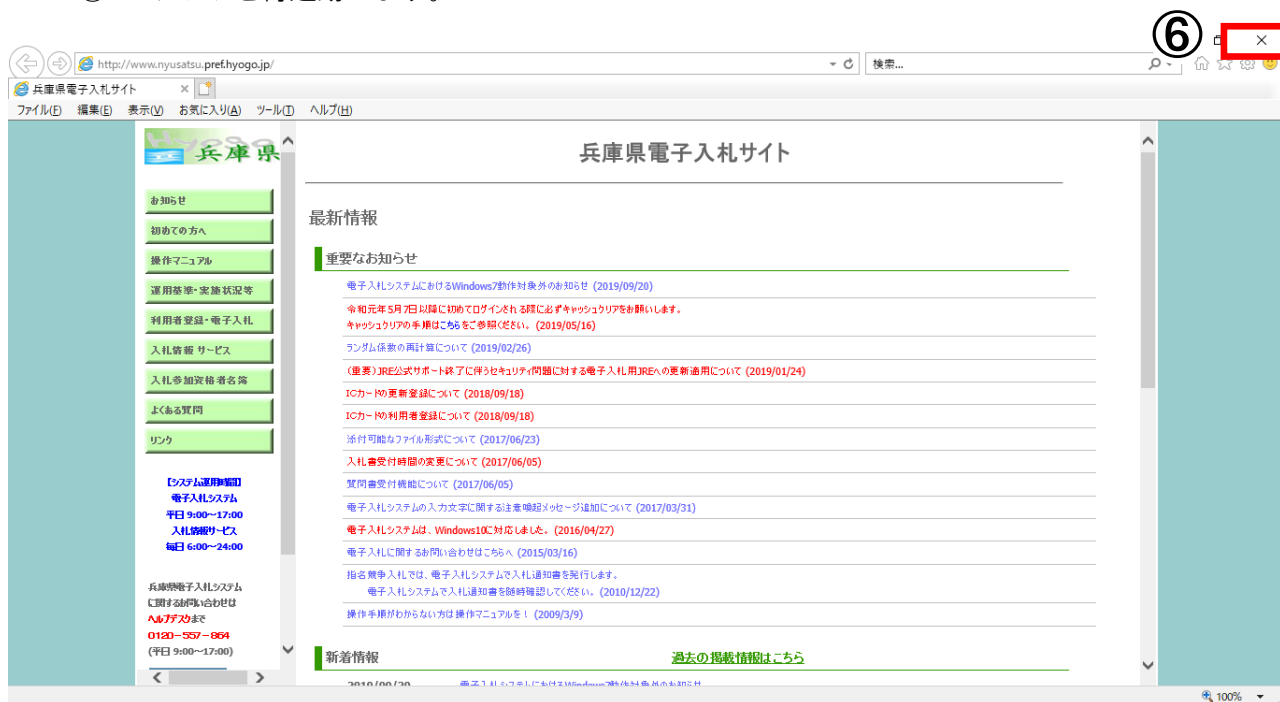 ⑥
http://www.nyusatsu.pref.hyogo.jp/
検索...
兵庫県電子入札サイト
ファイル(F) 編集(E) 表示(V) お気に入り(A) ツール(T) ヘルプ(H)
兵庫県
お知らせ
初めての方へ
操作マニュアル
運用基準・実施状況等
利用者登録・電子入札
入札情報サービス
入札参加資格者名簿
よくある質問
リンク
【システム運用時間】
電子入札システム
平日 9:00～17:00
入札情報サービス
毎日 6:00～24:00
兵庫県電子入札システム
に関するお問い合わせは
ヘルプデスクまで
0120－557－864
(平日 9:00～17:00)
兵庫県電子入札サイト
最新情報
重要なお知らせ
電子入札システムにおけるWindows7動作対象外のお知らせ (2019/09/20)
令和元年5月7日以降に初めてログインされる際に必ずキャッシュクリアをお願いします。
キャッシュクリアの手順はこちらをご参照ください。(2019/05/16)
ランダム係数の再計算について (2019/02/26)
（重要）JRE公式サポート終了に伴うセキュリティ問題に対する電子入札用JREへの更新適用について (2019/01/24)
ICカードの更新登録について (2018/09/18)
ICカードの利用者登録について (2018/09/18)
添付可能なファイル形式について (2017/06/23)
入札書受付時間の変更について (2017/06/05)
質問書受付機能について (2017/06/05)
電子入札システムの入力文字に関する注意喚起メッセージ追加について (2017/03/31)
電子入札システムは、Windows10に対応しました。(2016/04/27)
電子入札に関するお問い合わせはこちらへ (2015/03/16)
指名競争入札では、電子入札システムで入札通知書を発行します。
電子入札システムで入札通知書を随時確認してください。(2010/12/22)
操作手順がわからない方は操作マニュアルを！ (2009/3/9)
新着情報 過去の掲載情報はこちら
2019/09/20 電子入札システムにおけるWindows7動作対象外のお知らせ
100%